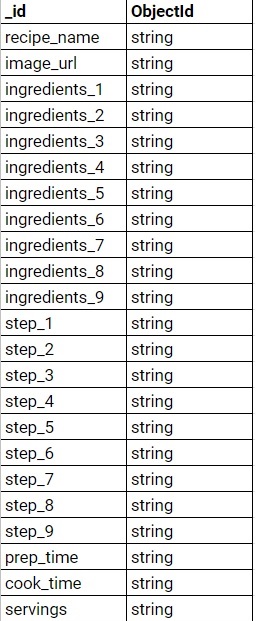 _id ObjectId
recipe_name string
image_url string
ingredients_1 string
ingredients_2 string
ingredients_3 string
ingredients_4 string
ingredients_5 string
ingredients_6 string
ingredients_7 string
ingredients_8 string
ingredients_9 string
step_1 string
step_2 string
step_3 string
step_4 string
step_5 string
step_6 string
step_7 string
step_8 string
step_9 string
prep_time string
cook_time string
servings string